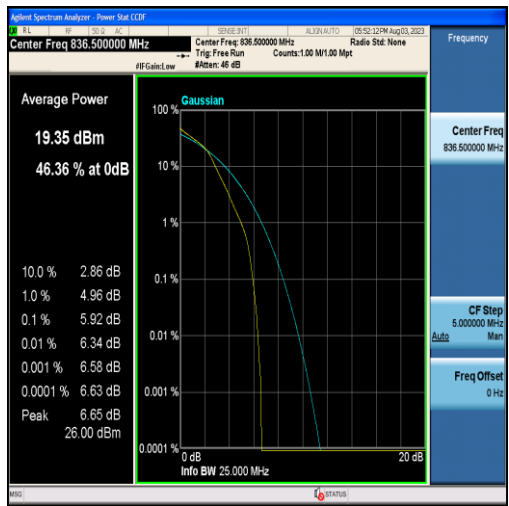 Agilent Spectrum Analyzer - Power Stat CCDF
RL RF 50 Ω AC SENSE:INT ALIGN AUTO 05:52:12 PM Aug 03, 2023
Center Freq 836.500000 MHz
Center Freq: 836.500000 MHz Radio Std: None
Trig: Free Run Counts:1.00 M/1.00 Mpt
#IFGain:Low #Atten: 46 dB
Frequency
Average Power
19.35 dBm
46.36 % at 0dB
10.0 % 2.86 dB
1.0 % 4.96 dB
0.1 % 5.92 dB
0.01 % 6.34 dB
0.001 % 6.58 dB
0.0001 % 6.63 dB
Peak 6.65 dB
26.00 dBm
Gaussian
100 %
10 %
1 %
0.1 %
0.01 %
0.001 %
0.0001 %
0 dB 20 dB
Info BW 25.000 MHz
Center Freq
836.500000 MHz
CF Step
5.000000 MHz
Auto Man
Freq Offset
0 Hz
MSG STATUS